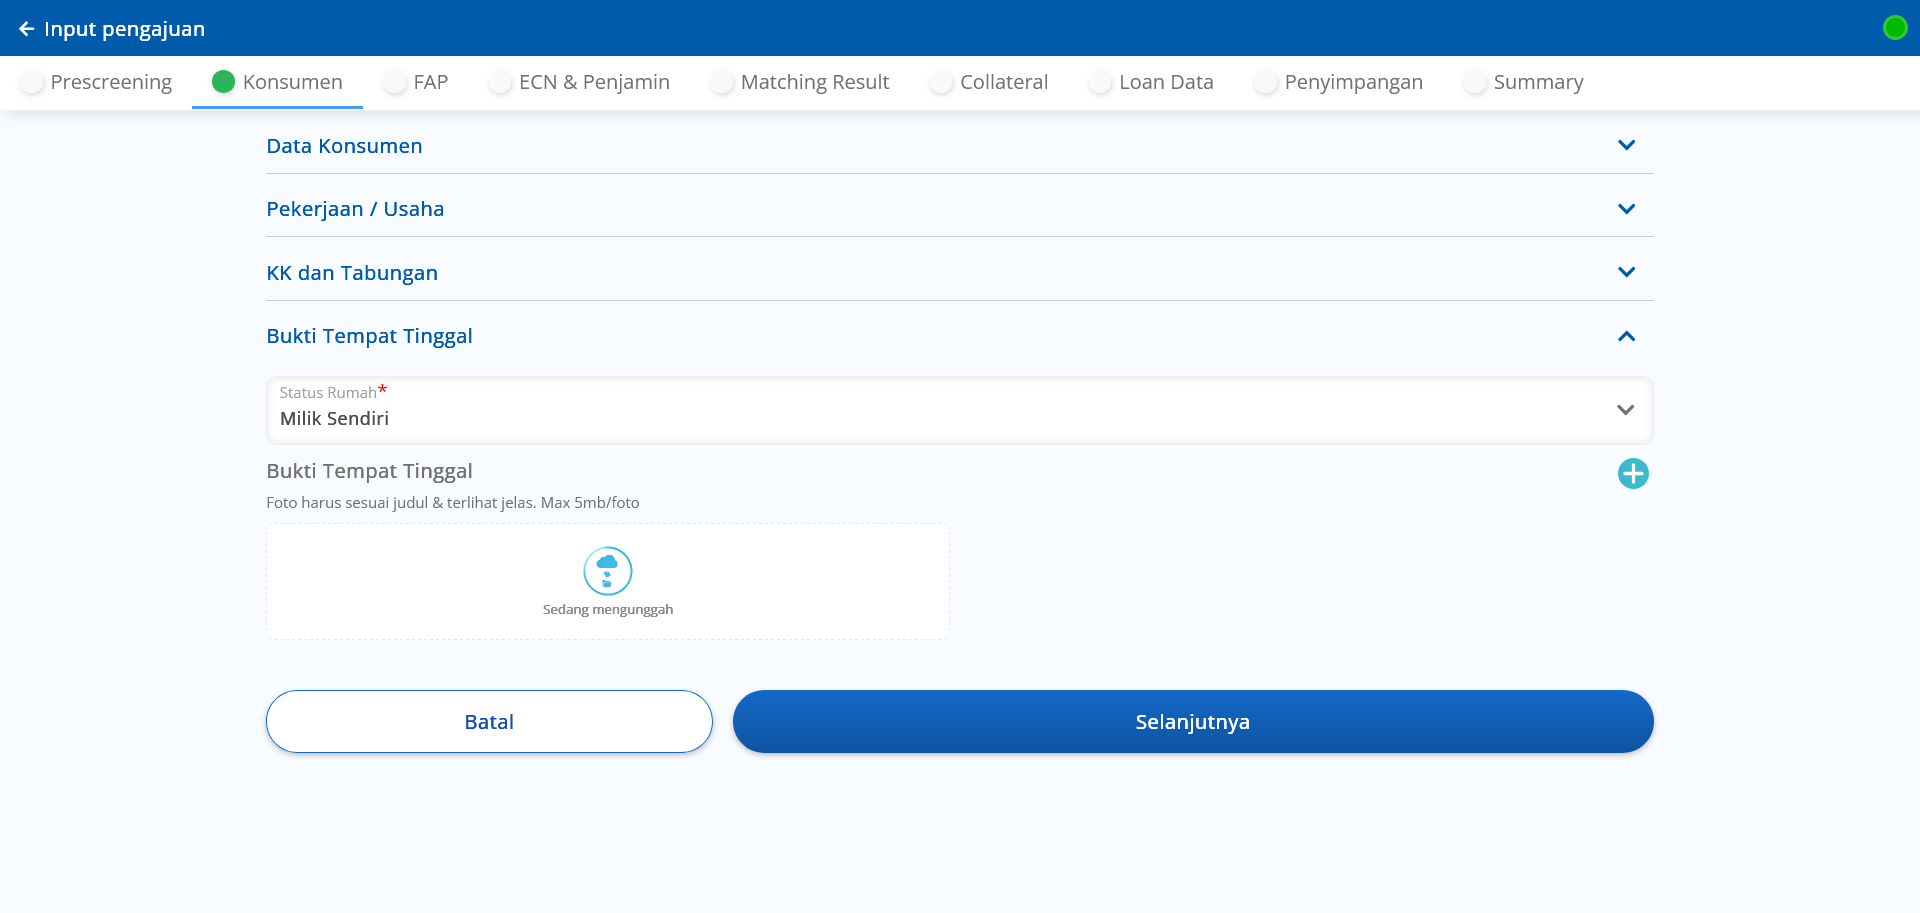 Input pengajuan
Prescreening Konsumen FAP ECN & Penjamin Matching Result Collateral Loan Data Penyimpangan Summary
Data Konsumen
Pekerjaan / Usaha
KK dan Tabungan
Bukti Tempat Tinggal
Status Rumah*
Milik Sendiri
Bukti Tempat Tinggal
Foto harus sesuai judul & terlihat jelas. Max 5mb/foto
Sedang mengunggah
Batal Selanjutnya